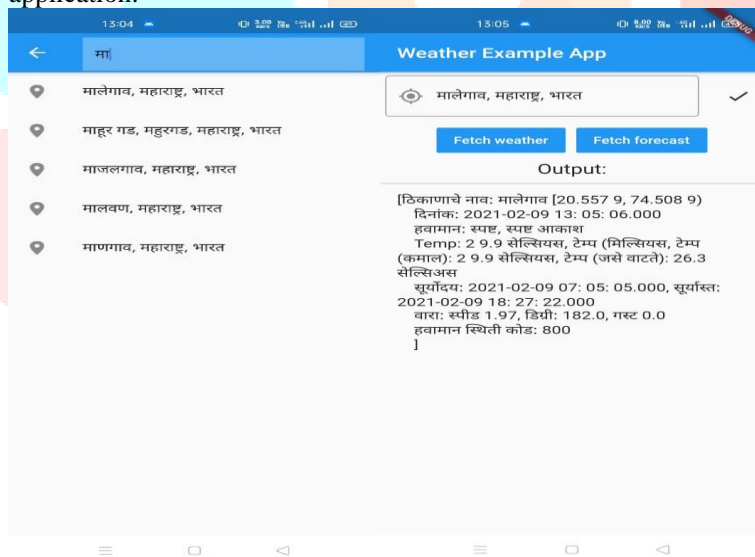 application.
13:04
मा
मालेगाव, महाराष्ट्र, भारत
माहूर गड, महुरगड, महाराष्ट्र, भारत
माजलगाव, महाराष्ट्र, भारत
मालवण, महाराष्ट्र, भारत
माणगाव, महाराष्ट्र, भारत
13:05
Weather Example App
मालेगाव, महाराष्ट्र, भारत
Fetch weather Fetch forecast
Output:
[ठिकाणाचे नाव: मालेगाव [20.557 9, 74.508 9)
दिनांक: 2021-02-09 13: 05: 06.000
हवामान: स्पष्ट, स्पष्ट आकाश
Temp: 2 9.9 सेल्सियस, टेम्प (मिल्सियस, टेम्प
(कमाल): 2 9.9 सेल्सियस, टेम्प (जसे वाटते): 26.3
सेल्सिअस
सूर्योदय: 2021-02-09 07: 05: 05.000, सूर्यास्त:
2021-02-09 18: 27: 22.000
वारा: स्पीड 1.97, डिग्री: 182.0, गस्ट 0.0
हवामान स्थिती कोड: 800
]